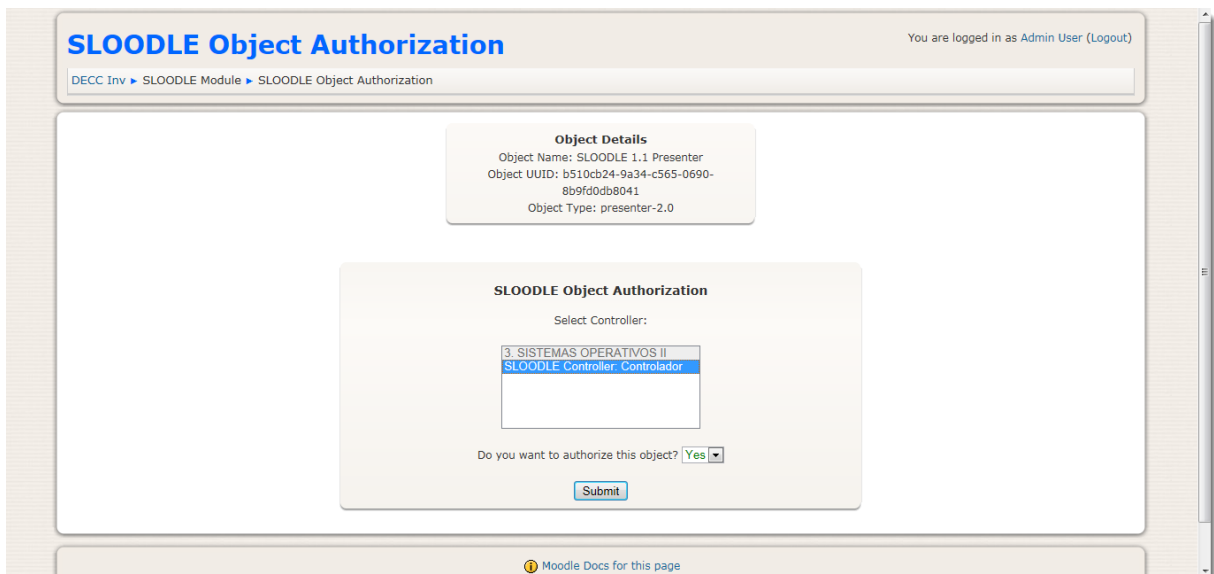 SLOODLE Object Authorization
You are logged in as Admin User (Logout)
DECC Inv ► SLOODLE Module ► SLOODLE Object Authorization
Object Details
Object Name: SLOODLE 1.1 Presenter
Object UUID: b510cb24-9a34-c565-0690-
8b9fd0db8041
Object Type: presenter-2.0
SLOODLE Object Authorization
Select Controller:
3. SISTEMAS OPERATIVOS II
SLOODLE Controller: Controlador
Do you want to authorize this object? Yes
Submit
Moodle Docs for this page